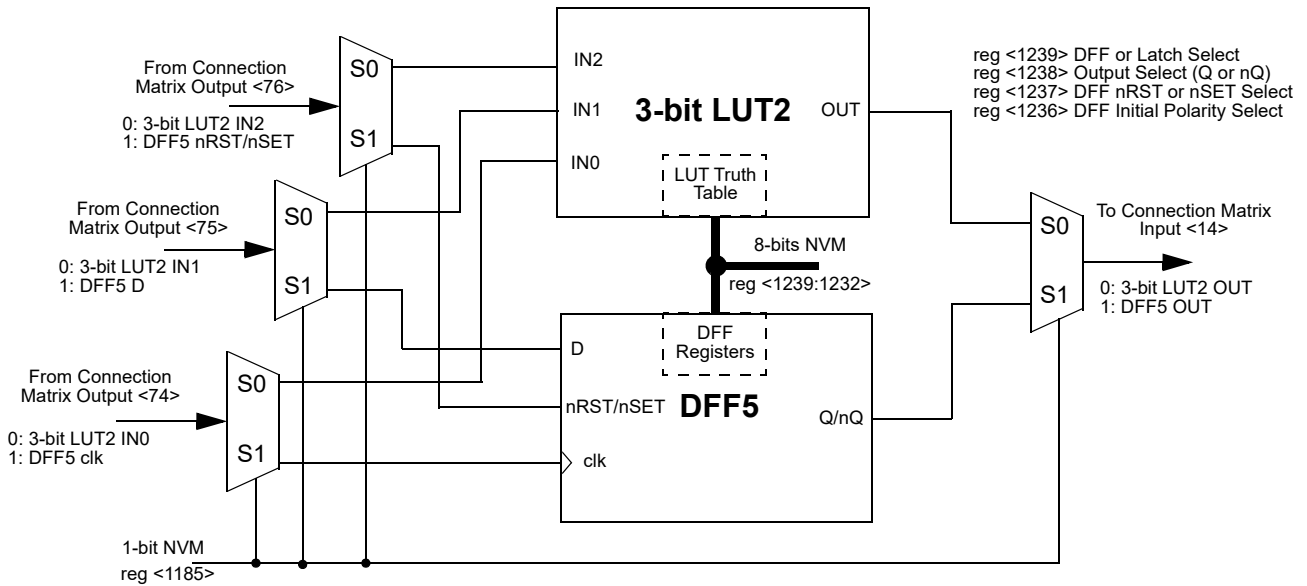 From Connection
Matrix Output <76>
0: 3-bit LUT2 IN2
1: DFF5 nRST/nSET
S0
S1
From Connection
Matrix Output <75>
0: 3-bit LUT2 IN1
1: DFF5 D
S0
S1
From Connection
Matrix Output <74>
0: 3-bit LUT2 IN0
1: DFF5 clk
S0
S1
1-bit NVM
reg <1185>
IN2
IN1
IN0
3-bit LUT2
OUT
LUT Truth
Table
8-bits NVM
reg <1239:1232>
DFF
Registers
D
nRST/nSET
clk
DFF5
Q/nQ
reg <1239> DFF or Latch Select
reg <1238> Output Select (Q or nQ)
reg <1237> DFF nRST or nSET Select
reg <1236> DFF Initial Polarity Select
S0
S1
To Connection Matrix
Input <14>
0: 3-bit LUT2 OUT
1: DFF5 OUT